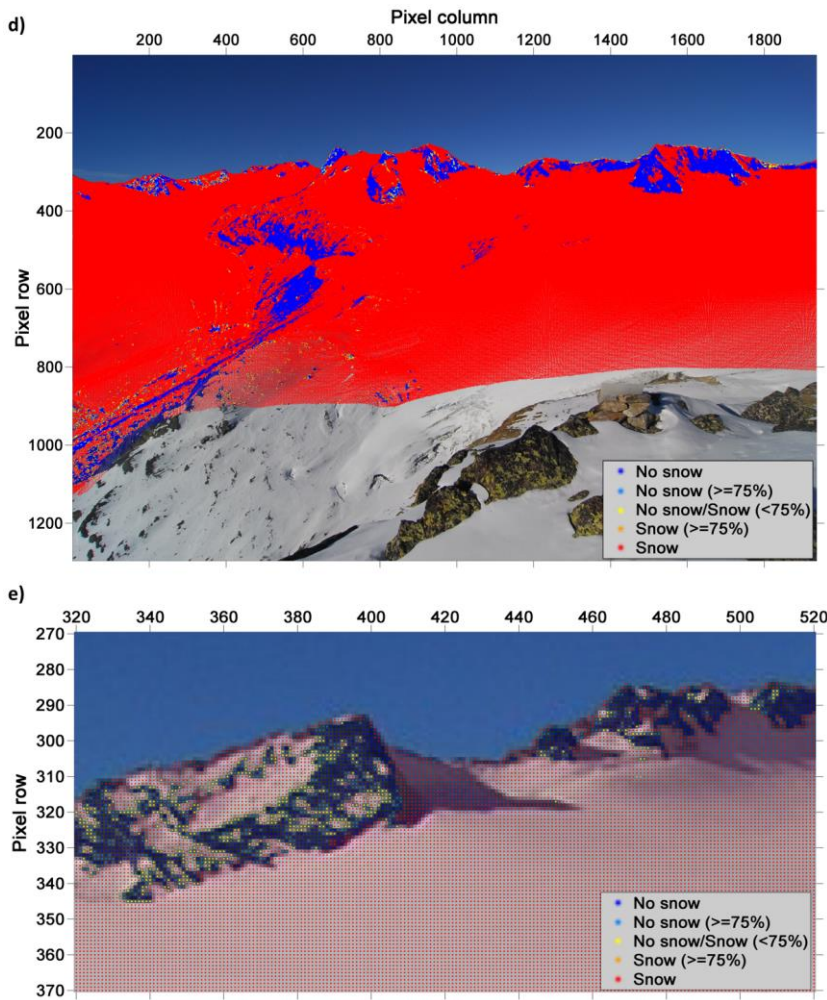 d)
Pixel column
200 400 600 800 1000 1200 1400 1600 1800
Pixel row
200
400
600
800
1000
1200
No snow
No snow (>=75%)
No snow/Snow (<75%)
Snow (>=75%)
Snow
e)
320 340 360 380 400 420 440 460 480 500 520
Pixel row
270
280
290
300
310
320
330
340
350
360
370
No snow
No snow (>=75%)
No snow/Snow (<75%)
Snow (>=75%)
Snow